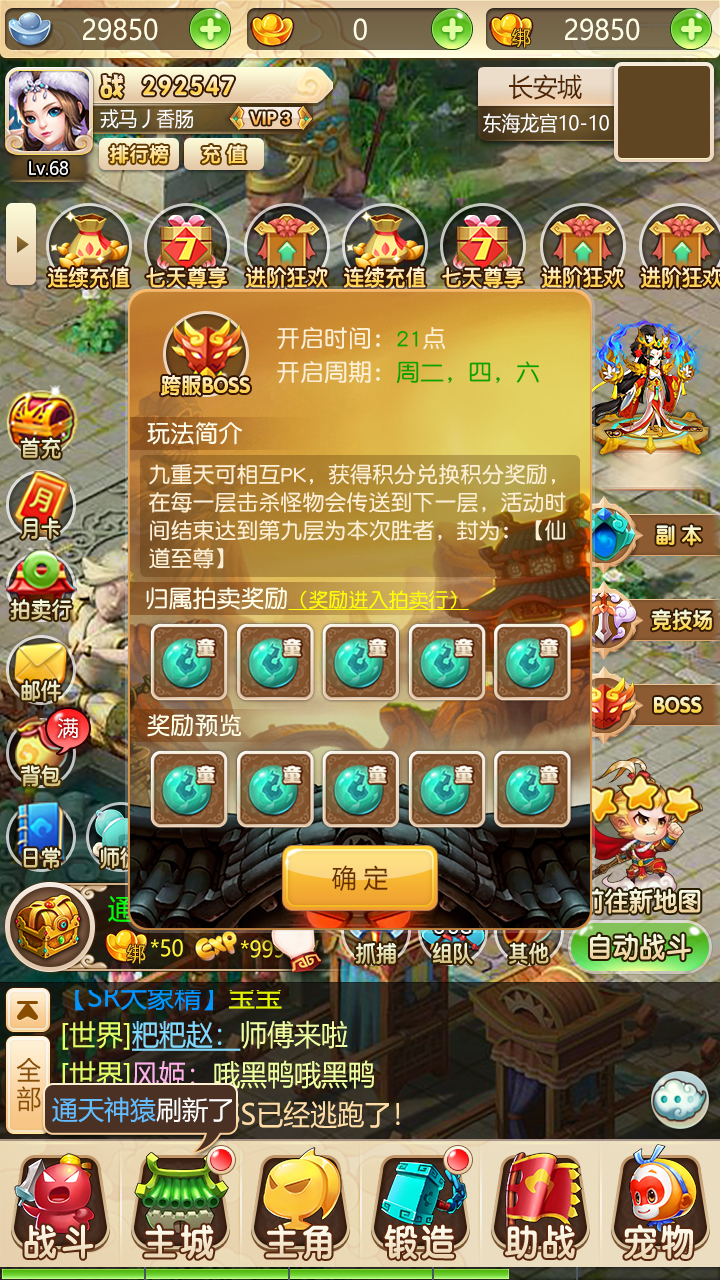 29850
0
绑
29850
战 292547
戎马丿香肠
VIP3
排行榜
充值
Lv.68
长安城
东海龙宫10-10
连续充值
七天尊享
进阶狂欢
连续充值
七天尊享
进阶狂欢
进阶狂欢
跨服BOSS
开启时间：21点
开启周期：周二，四，六
玩法简介
九重天可相互PK，获得积分兑换积分奖励，
在每一层击杀怪物会传送到下一层，活动时
间结束达到第九层为本次胜者，封为：【仙
道至尊】
归属拍卖奖励（奖励进入拍卖行）
童
童
童
童
童
奖励预览
童
童
童
童
童
确定
首充
月卡
拍卖行
邮件
满
背包
日常
师徒
副本
竞技场
BOSS
前往新地图
通
绑*50
EXP*999
抓捕
组队
其他
自动战斗
【SR大象精】宝宝
[世界]粑粑赵：师傅来啦
[世界]风姬：哦黑鸭哦黑鸭
全部
通天神猿刷新了
S已经逃跑了！
战斗
主城
主角
锻造
助战
宠物